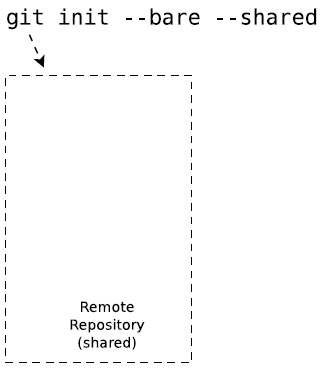 git init --bare --shared
Remote
Repository
(shared)